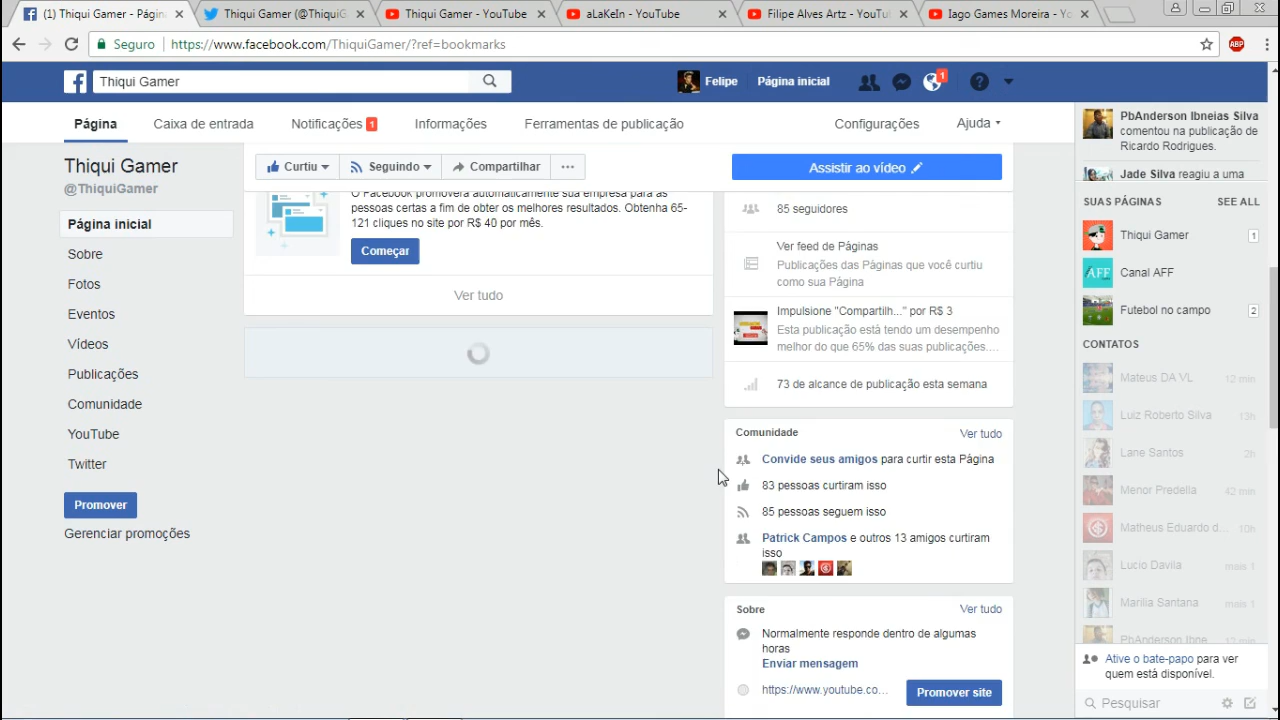 (1) Thiqui Gamer - Págin
Thiqui Gamer (@ThiquiG
Thiqui Gamer - YouTube
aLaKeIn - YouTube
Filipe Alves Artz - YouTu
Iago Games Moreira - Yo
Seguro
https://www.facebook.com/ThiquiGamer/?ref=bookmarks
ABP
Thiqui Gamer
Felipe
Página inicial
1
Página
Caixa de entrada
Notificações 1
Informações
Ferramentas de publicação
Configurações
Ajuda
Thiqui Gamer
@ThiquiGamer
Página inicial
Sobre
Fotos
Eventos
Vídeos
Publicações
Comunidade
YouTube
Twitter
Promover
Gerenciar promoções
Curtiu
Seguindo
Compartilhar
Assistir ao vídeo
O Facebook promoverá automaticamente sua empresa para as
pessoas certas a fim de obter os melhores resultados. Obtenha 65-
121 cliques no site por R$ 40 por mês.
Começar
Ver tudo
85 seguidores
Ver feed de Páginas
Publicações das Páginas que você curtiu
como sua Página
Impulsione "Compartilh..." por R$ 3
Esta publicação está tendo um desempenho
melhor do que 65% das suas publicações....
73 de alcance de publicação esta semana
Comunidade
Ver tudo
Convide seus amigos para curtir esta Página
83 pessoas curtiram isso
85 pessoas seguem isso
Patrick Campos e outros 13 amigos curtiram
isso
Sobre
Ver tudo
Normalmente responde dentro de algumas
horas
Enviar mensagem
https://www.youtube.co...
Promover site
PbAnderson Ibneias Silva
comentou na publicação de
Ricardo Rodrigues.
Jade Silva reagiu a uma
SUAS PÁGINAS
SEE ALL
Thiqui Gamer
1
AFF
Canal AFF
Futebol no campo
2
CONTATOS
Mateus DA VL
12 min
Luiz Roberto Silva
13h
Lane Santos
2h
Menor Predella
42 min
Matheus Eduardo d...
10h
Lucio Davila
mais 1
Marilia Santana
mais 1
PbAnderson Ibne...
12 min
Ative o bate-papo para ver
quem está disponível.
Pesquisar